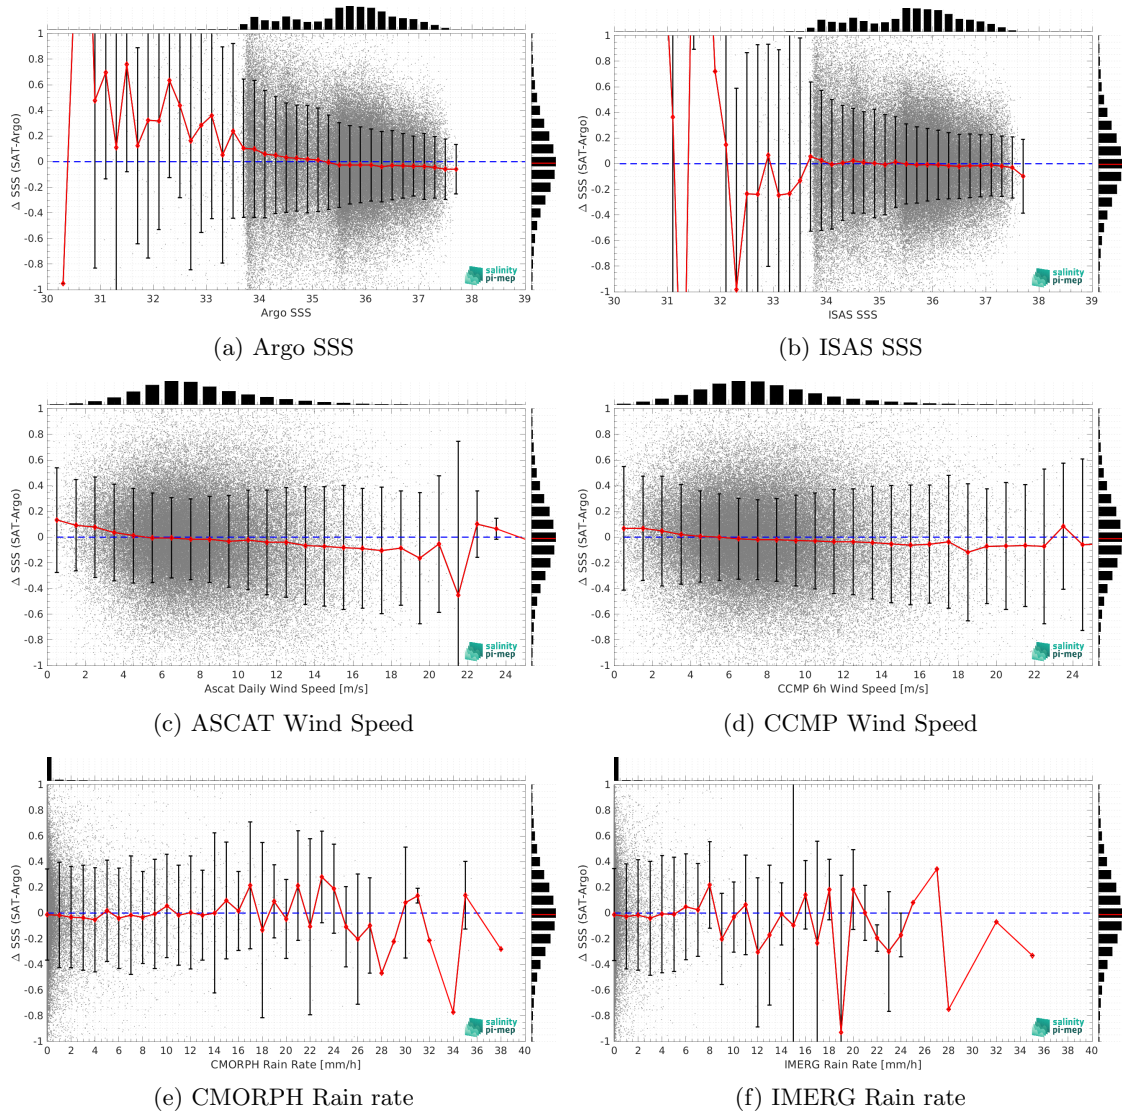 1
0.8
0.6
0.4
0.2
0
-0.2
-0.4
-0.6
-0.8
-1
Δ SSS (SAT-Argo)
30 31 32 33 34 35 36 37 38 39
Argo SSS
salinity
pi-mep
(a) Argo SSS
1
0.8
0.6
0.4
0.2
0
-0.2
-0.4
-0.6
-0.8
-1
Δ SSS (SAT-Argo)
30 31 32 33 34 35 36 37 38 39
ISAS SSS
salinity
pi-mep
(b) ISAS SSS
1
0.8
0.6
0.4
0.2
0
-0.2
-0.4
-0.6
-0.8
-1
Δ SSS (SAT-Argo)
0 2 4 6 8 10 12 14 16 18 20 22 24
Ascat Daily Wind Speed [m/s]
salinity
pi-mep
(c) ASCAT Wind Speed
1
0.8
0.6
0.4
0.2
0
-0.2
-0.4
-0.6
-0.8
-1
Δ SSS (SAT-Argo)
0 2 4 6 8 10 12 14 16 18 20 22 24
CCMP 6h Wind Speed [m/s]
salinity
pi-mep
(d) CCMP Wind Speed
1
0.8
0.6
0.4
0.2
0
-0.2
-0.4
-0.6
-0.8
-1
Δ SSS (SAT-Argo)
0 2 4 6 8 10 12 14 16 18 20 22 24 26 28 30 32 34 36 38 40
CMORPH Rain Rate [mm/h]
salinity
pi-mep
(e) CMORPH Rain rate
1
0.8
0.6
0.4
0.2
0
-0.2
-0.4
-0.6
-0.8
-1
Δ SSS (SAT-Argo)
0 2 4 6 8 10 12 14 16 18 20 22 24 26 28 30 32 34 36 38 40
IMERG Rain Rate [mm/h]
salinity
pi-mep
(f) IMERG Rain rate